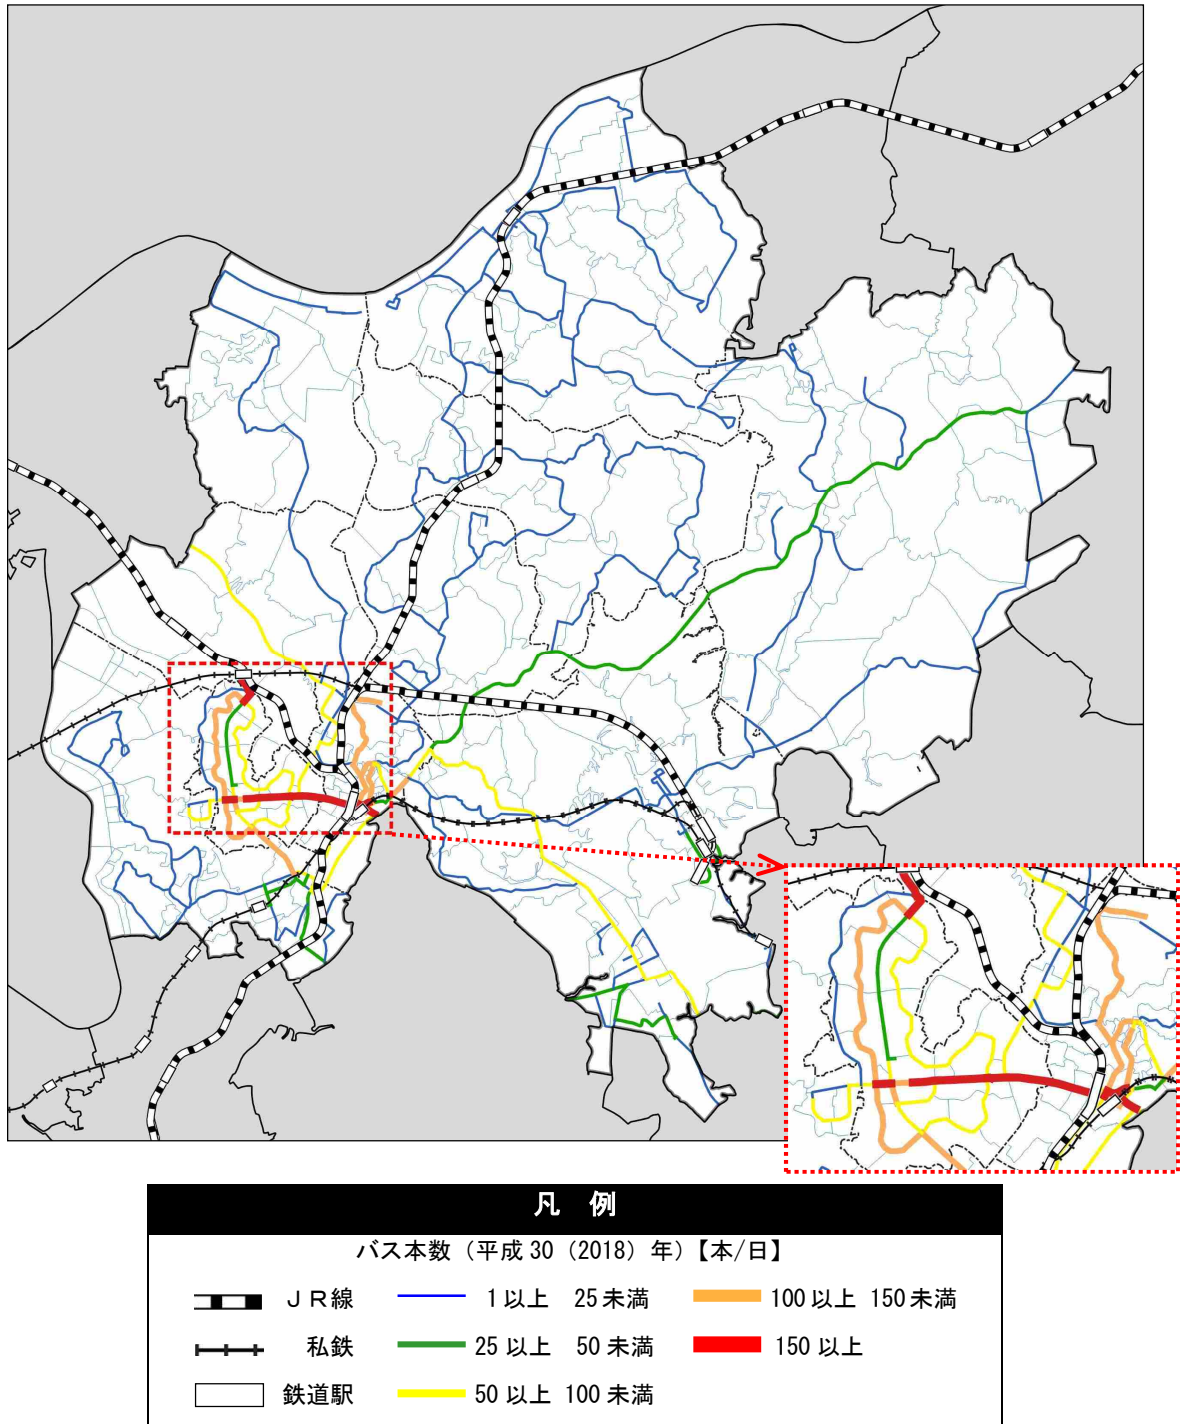 凡 例
バス本数（平成 30（2018）年）【本/日】
ＪＲ線 1 以上 25 未満 100 以上 150 未満
私鉄 25 以上 50 未満 150 以上
鉄道駅 50 以上 100 未満